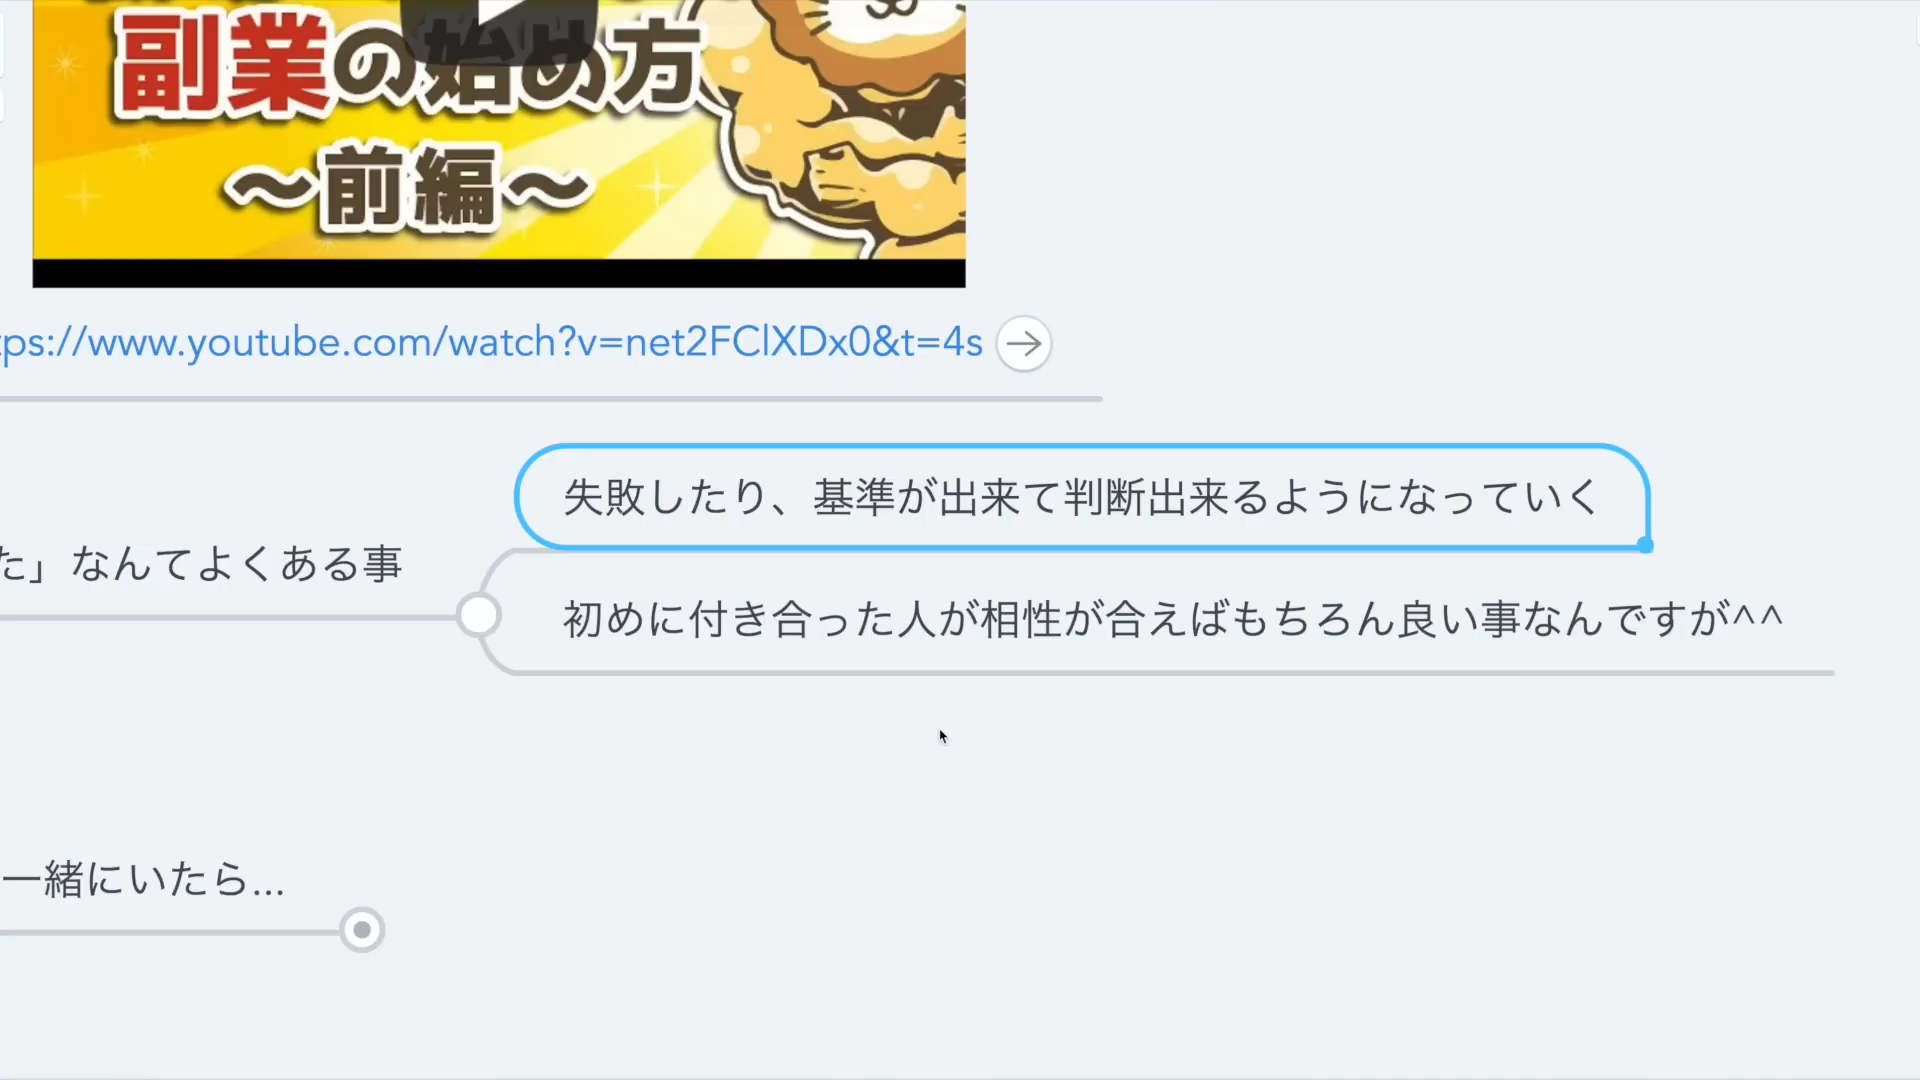 副業の始め方
～前編～
tps://www.youtube.com/watch?v=net2FClXDx0&t=4s
失敗したり、基準が出来て判断出来るようになっていく
た」なんてよくある事
初めに付き合った人が相性が合えばもちろん良い事なんですが^^
一緒にいたら...